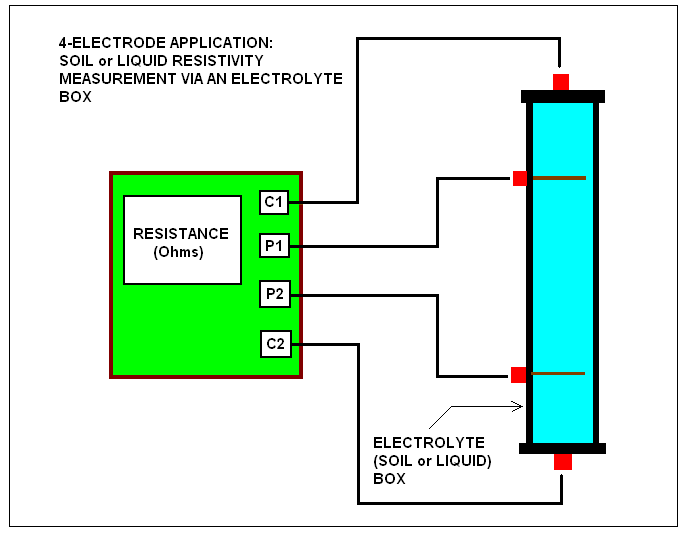 4-ELECTRODE APPLICATION:
SOIL or LIQUID RESISTIVITY
MEASUREMENT VIA AN ELECTROLYTE
BOX
C1
RESISTANCE
(Ohms)
P1
P2
C2
ELECTROLYTE
(SOIL or LIQUID)
BOX